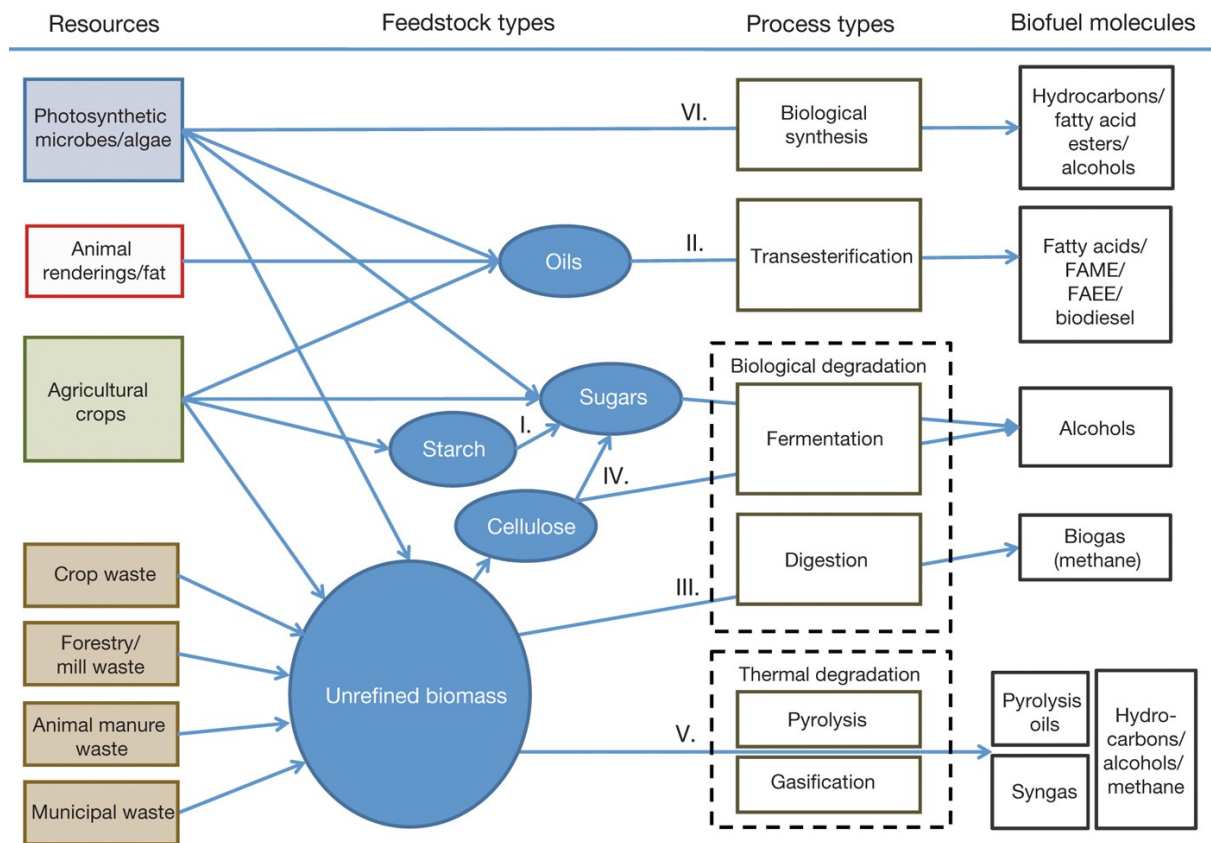 Resources
Feedstock types
Process types
Biofuel molecules
Photosynthetic
microbes/algae
VI.
Biological
synthesis
Hydrocarbons/
fatty acid
esters/
alcohols
Animal
renderings/fat
Oils
II.
Transesterification
Fatty acids/
FAME/
FAEE/
biodiesel
Agricultural
crops
Sugars
Starch
I.
Cellulose
IV.
Biological degradation
Fermentation
Alcohols
Digestion
Biogas
(methane)
Crop waste
III.
Forestry/
mill waste
Unrefined biomass
Animal manure
waste
Municipal waste
V.
Thermal degradation
Pyrolysis
Gasification
Pyrolysis
oils
Syngas
Hydro-
carbons/
alcohols/
methane